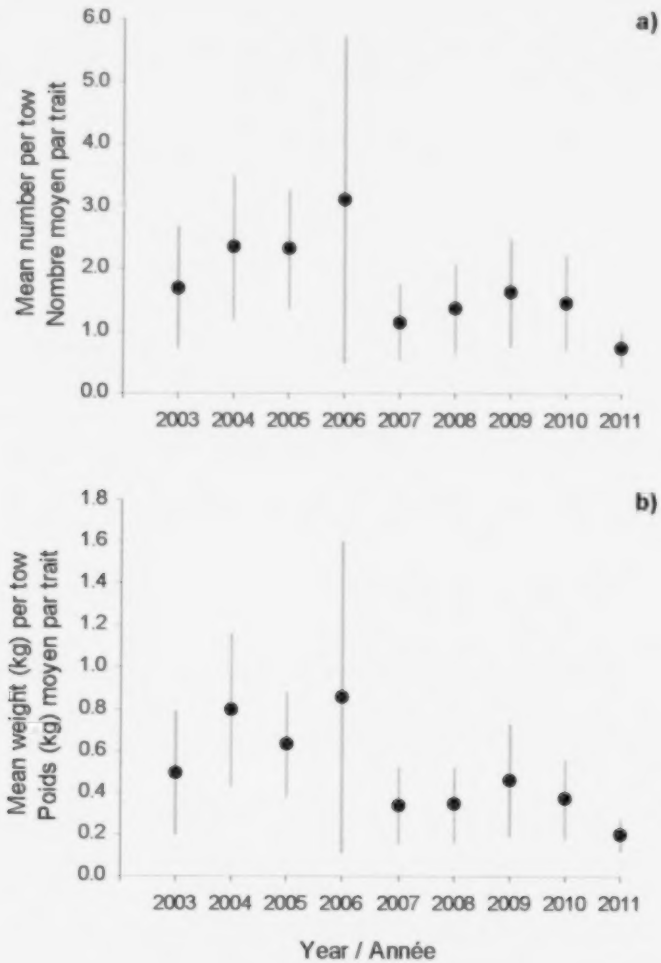 a)
Mean number per tow
Nombre moyen par trait
6.0
5.0
4.0
3.0
2.0
1.0
0.0
2003 2004 2005 2006 2007 2008 2009 2010 2011
b)
Mean weight (kg) per tow
Poids (kg) moyen par trait
1.8
1.6
1.4
1.2
1.0
0.8
0.6
0.4
0.2
0.0
2003 2004 2005 2006 2007 2008 2009 2010 2011
Year / Année